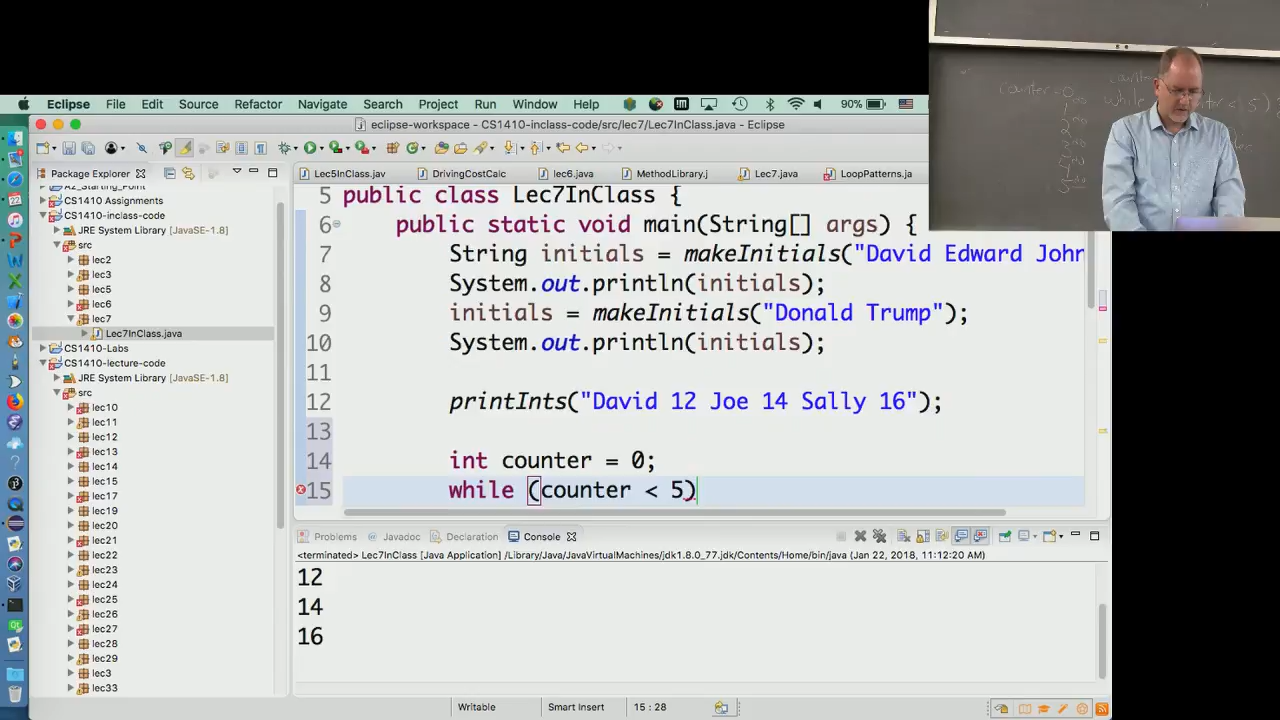 Eclipse File Edit Source Refactor Navigate Search Project Run Window Help 90%
eclipse-workspace - CS1410-inclass-code/src/lec7/Lec7InClass.java - Eclipse
Package Explorer
Lec5InClass.java DrivingCostCalc lec6.java MethodLibrary.j Lec7.java LoopPatterns.ja
A2_Starting_Point
CS1410 Assignments
CS1410-inclass-code
JRE System Library [JavaSE-1.8]
src
lec2
lec3
lec5
lec6
lec7
Lec7InClass.java
CS1410-Labs
CS1410-lecture-code
JRE System Library [JavaSE-1.8]
src
lec10
lec11
lec12
lec13
lec14
lec15
lec16
lec17
lec19
lec20
lec21
lec22
lec23
lec24
lec25
lec26
lec27
lec28
lec29
lec3
lec33
5 public class Lec7InClass {
6 public static void main(String[] args) {
7 String initials = makeInitials("David Edward John
8 System.out.println(initials);
9 initials = makeInitials("Donald Trump");
10 System.out.println(initials);
11
12 printInts("David 12 Joe 14 Sally 16");
13
14 int counter = 0;
15 while (counter < 5)
Problems Javadoc Declaration Console
<terminated> Lec7InClass [Java Application] /Library/Java/JavaVirtualMachines/jdk1.8.0_77.jdk/Contents/Home/bin/java (Jan 22, 2018, 11:12:20 AM)
12
14
16
Writable Smart Insert 15 : 28